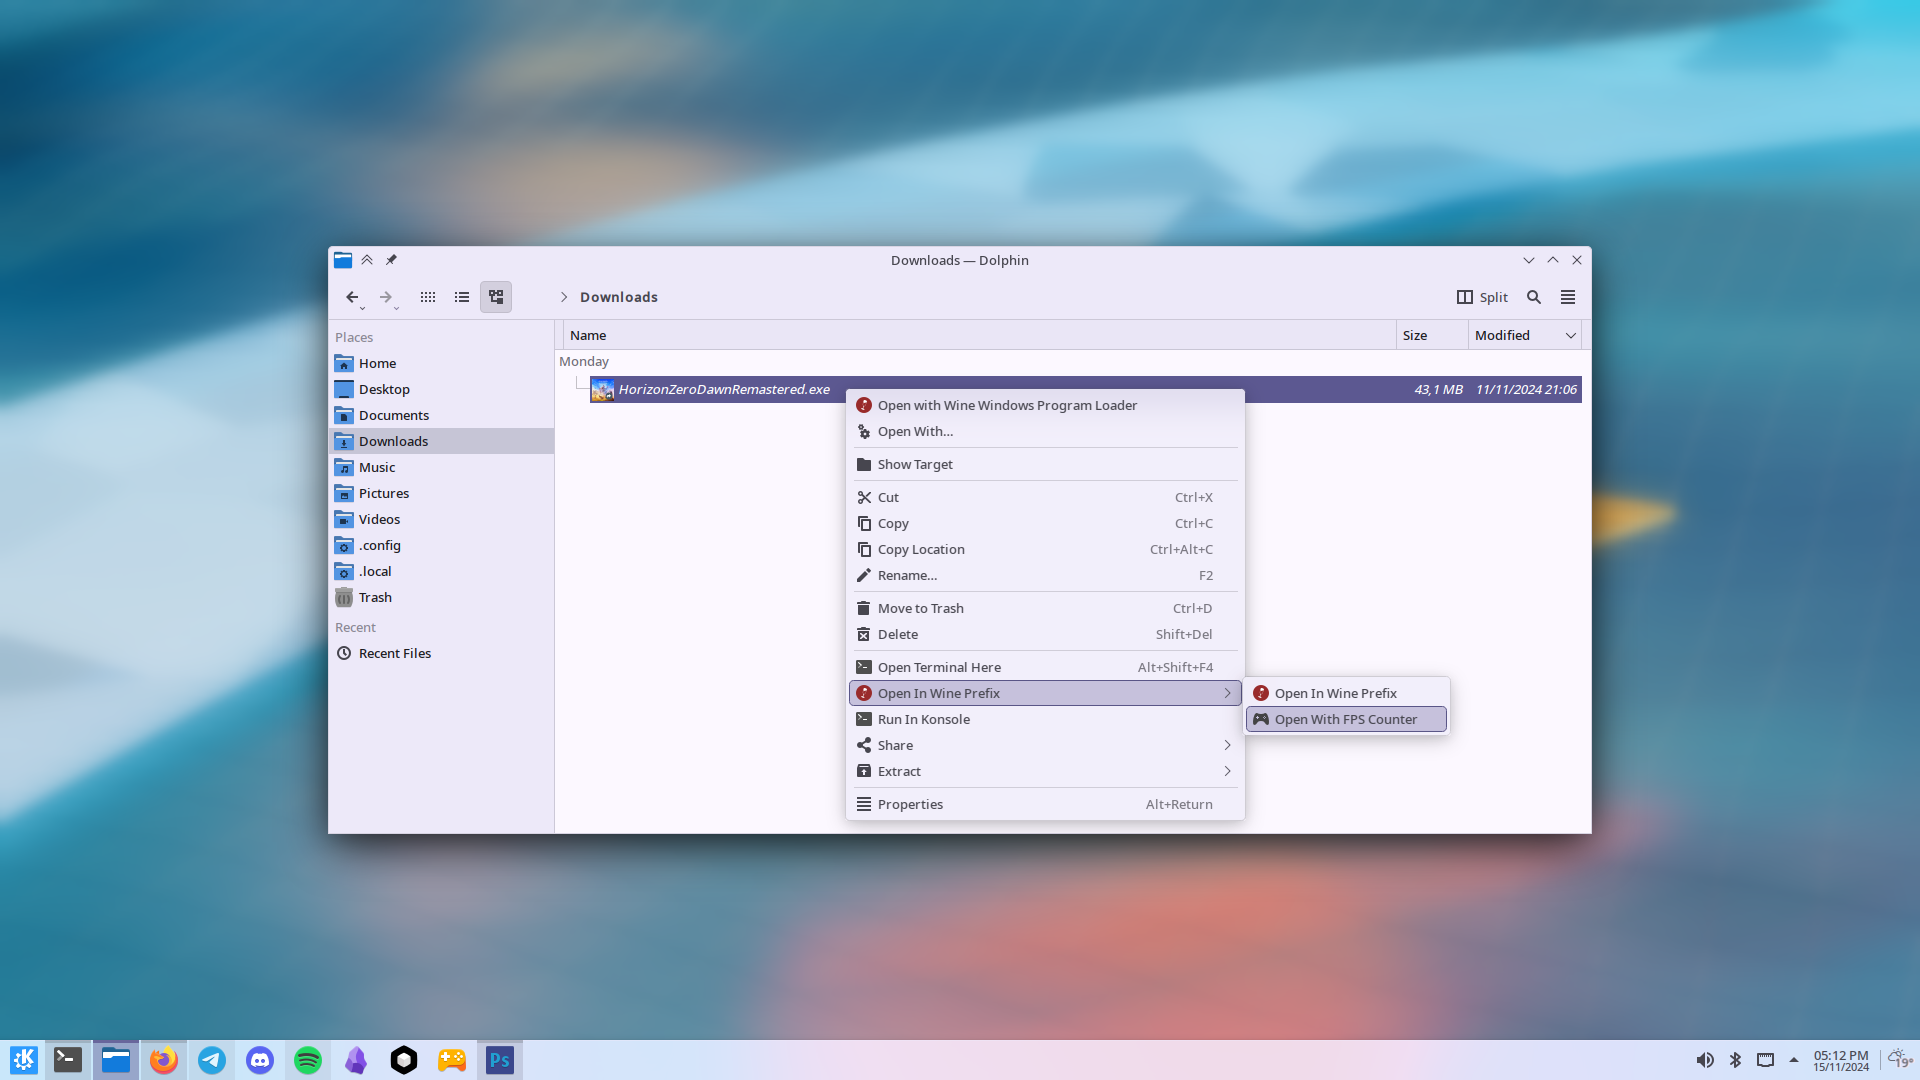 Downloads — Dolphin
Downloads
Split
Places
Home
Desktop
Documents
Downloads
Music
Pictures
Videos
.config
.local
Trash
Recent
Recent Files
Name Size Modified
Monday
HorizonZeroDawnRemastered.exe 43,1 MB 11/11/2024 21:06
Open with Wine Windows Program Loader
Open With...
Show Target
Cut Ctrl+X
Copy Ctrl+C
Copy Location Ctrl+Alt+C
Rename... F2
Move to Trash Ctrl+D
Delete Shift+Del
Open Terminal Here Alt+Shift+F4
Open In Wine Prefix
Run In Konsole
Share
Extract
Properties Alt+Return
Open In Wine Prefix
Open With FPS Counter
Ps
05:12 PM
15/11/2024
19°